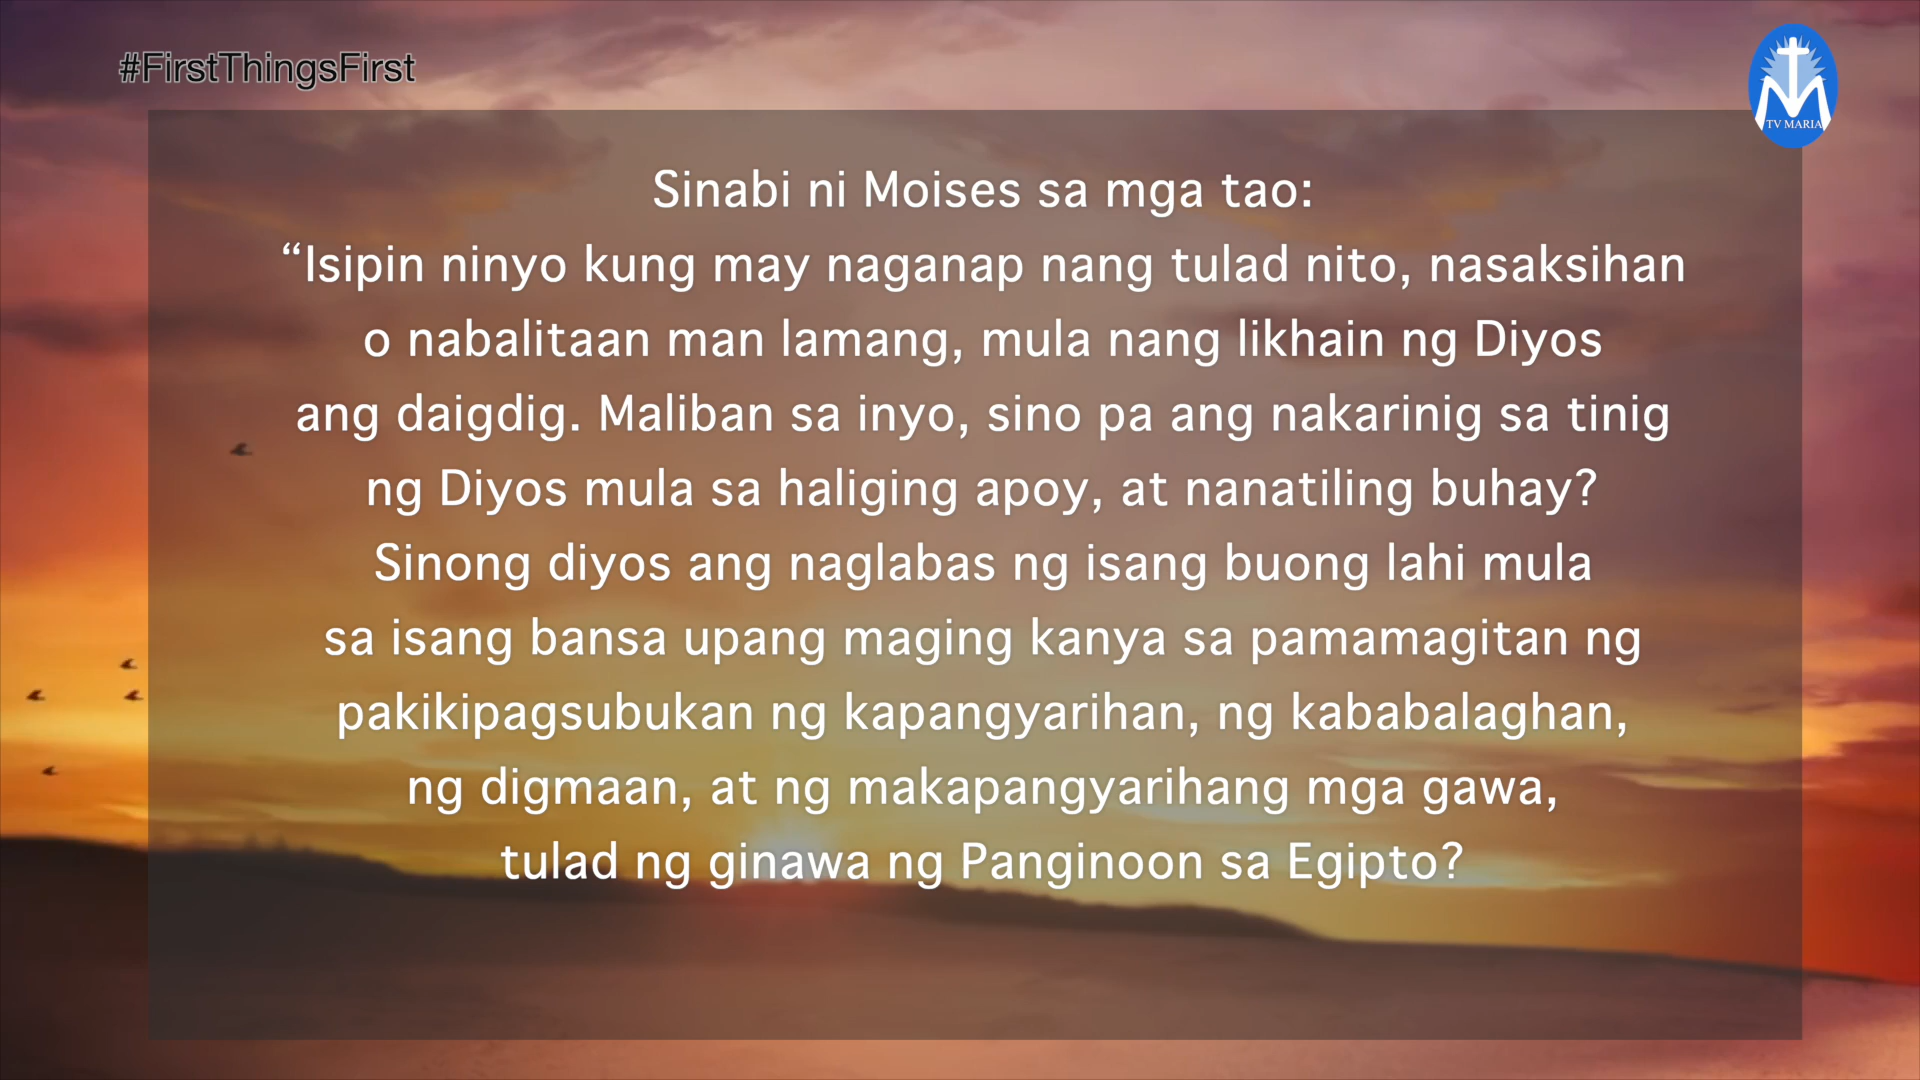 #FirstThingsFirst
TV MARIA
Sinabi ni Moises sa mga tao:
“Isipin ninyo kung may naganap nang tulad nito, nasaksihan
o nabalitaan man lamang, mula nang likhain ng Diyos
ang daigdig. Maliban sa inyo, sino pa ang nakarinig sa tinig
ng Diyos mula sa haliging apoy, at nanatiling buhay?
Sinong diyos ang naglabas ng isang buong lahi mula
sa isang bansa upang maging kanya sa pamamagitan ng
pakikipagsubukan ng kapangyarihan, ng kababalaghan,
ng digmaan, at ng makapangyarihang mga gawa,
tulad ng ginawa ng Panginoon sa Egipto?